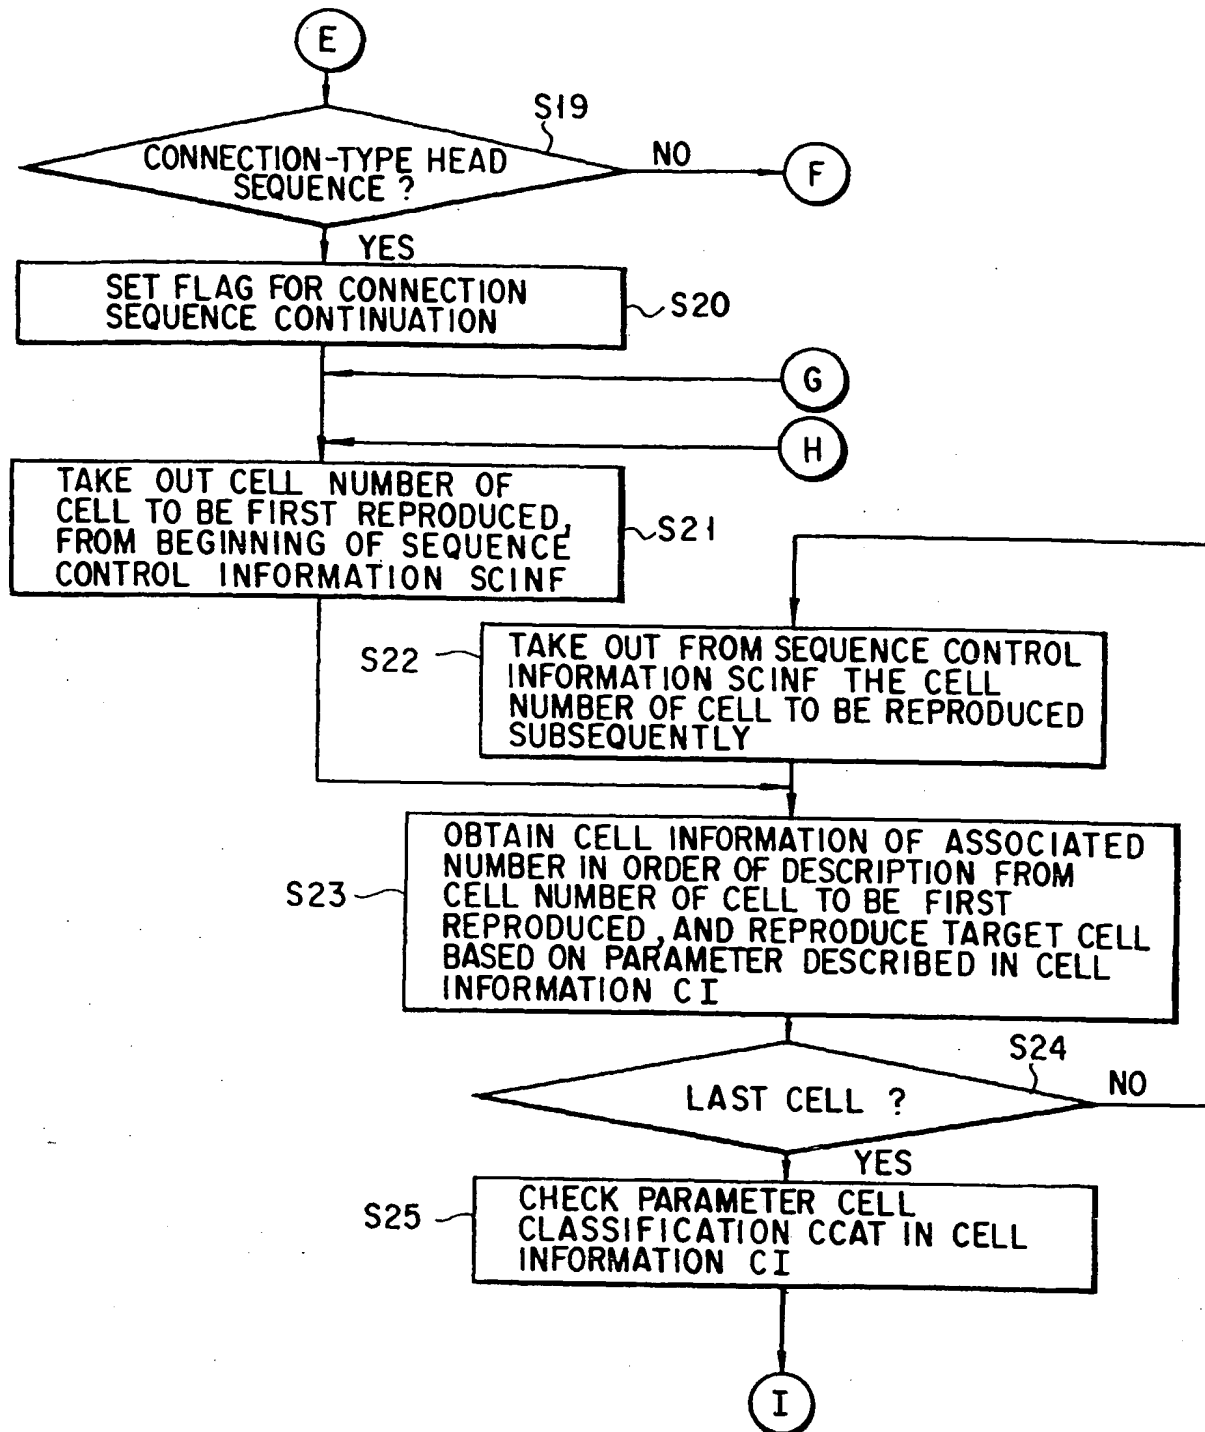 E
S19
CONNECTION-TYPE HEAD
SEQUENCE ?
NO
F
YES
SET FLAG FOR CONNECTION
SEQUENCE CONTINUATION
S20
G
H
TAKE OUT CELL NUMBER OF
CELL TO BE FIRST REPRODUCED,
FROM BEGINNING OF SEQUENCE
CONTROL INFORMATION SCINF
S21
S22
TAKE OUT FROM SEQUENCE CONTROL
INFORMATION SCINF THE CELL
NUMBER OF CELL TO BE REPRODUCED
SUBSEQUENTLY
S23
OBTAIN CELL INFORMATION OF ASSOCIATED
NUMBER IN ORDER OF DESCRIPTION FROM
CELL NUMBER OF CELL TO BE FIRST
REPRODUCED, AND REPRODUCE TARGET CELL
BASED ON PARAMETER DESCRIBED IN CELL
INFORMATION CI
S24
LAST CELL ?
NO
YES
S25
CHECK PARAMETER CELL
CLASSIFICATION CCAT IN CELL
INFORMATION CI
I